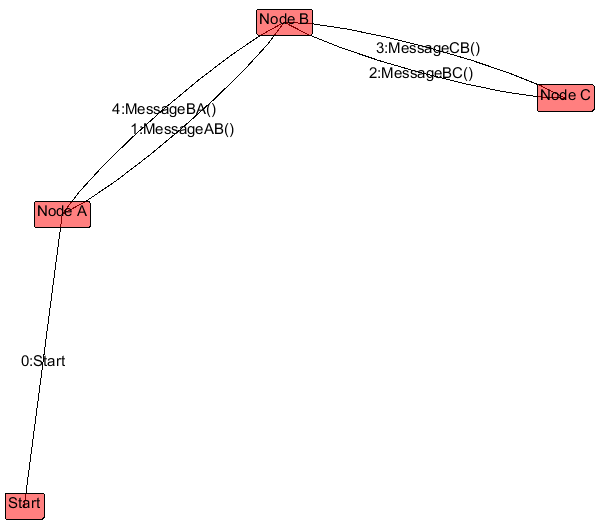 Node B
3:MessageCB()
2:MessageBC()
Node C
4:MessageBA()
1:MessageAB()
Node A
0:Start
Start